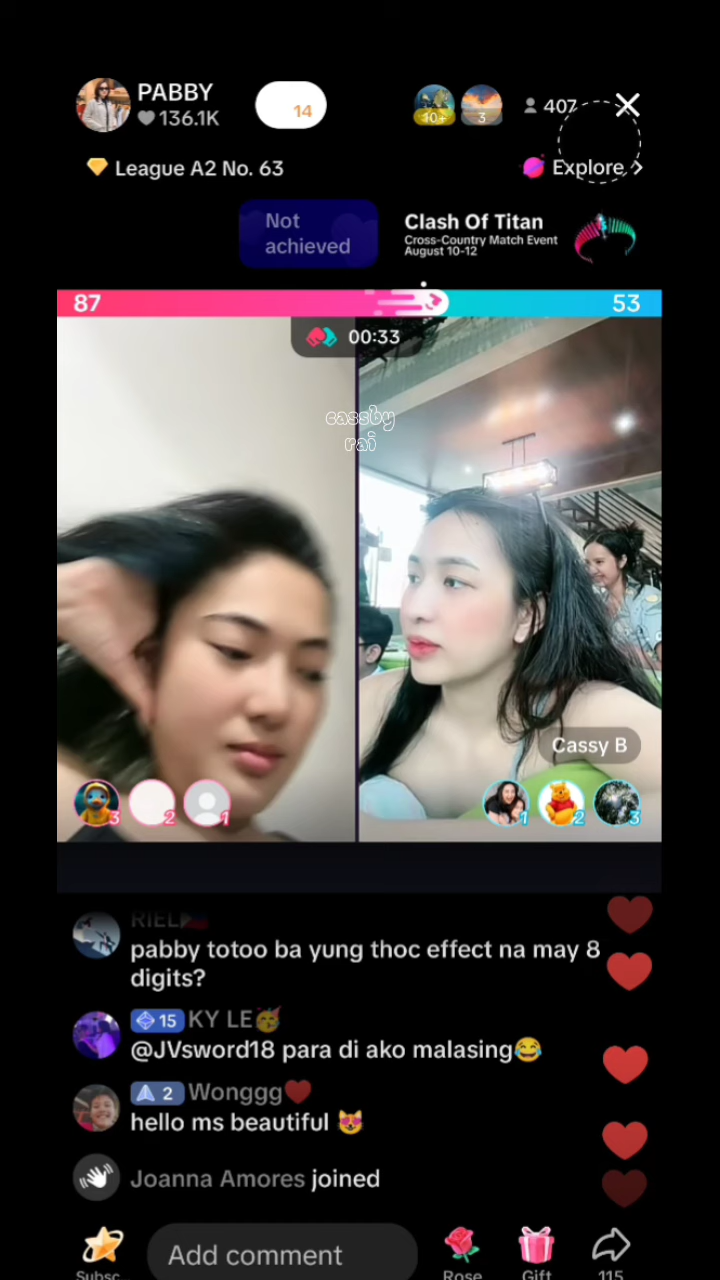 PABBY
136.1K
14
10+
3
407
League A2 No. 63
Explore
Not
achieved
Clash Of Titan
Cross-Country Match Event
August 10-12
87
53
00:33
cassby
rai
Cassy B
3
2
1
1
2
3
RIEL
pabby totoo ba yung thoc effect na may 8
digits?
15 KY LE
@JVsword18 para di ako malasing😂
2 Wonggg❤️
hello ms beautiful 😻
Joanna Amores joined
Subsc...
Add comment
Rose
Gift
115